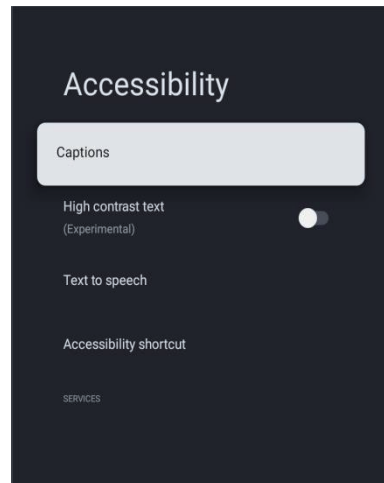 Accessibility
Captions
High contrast text
(Experimental)
Text to speech
Accessibility shortcut
SERVICES